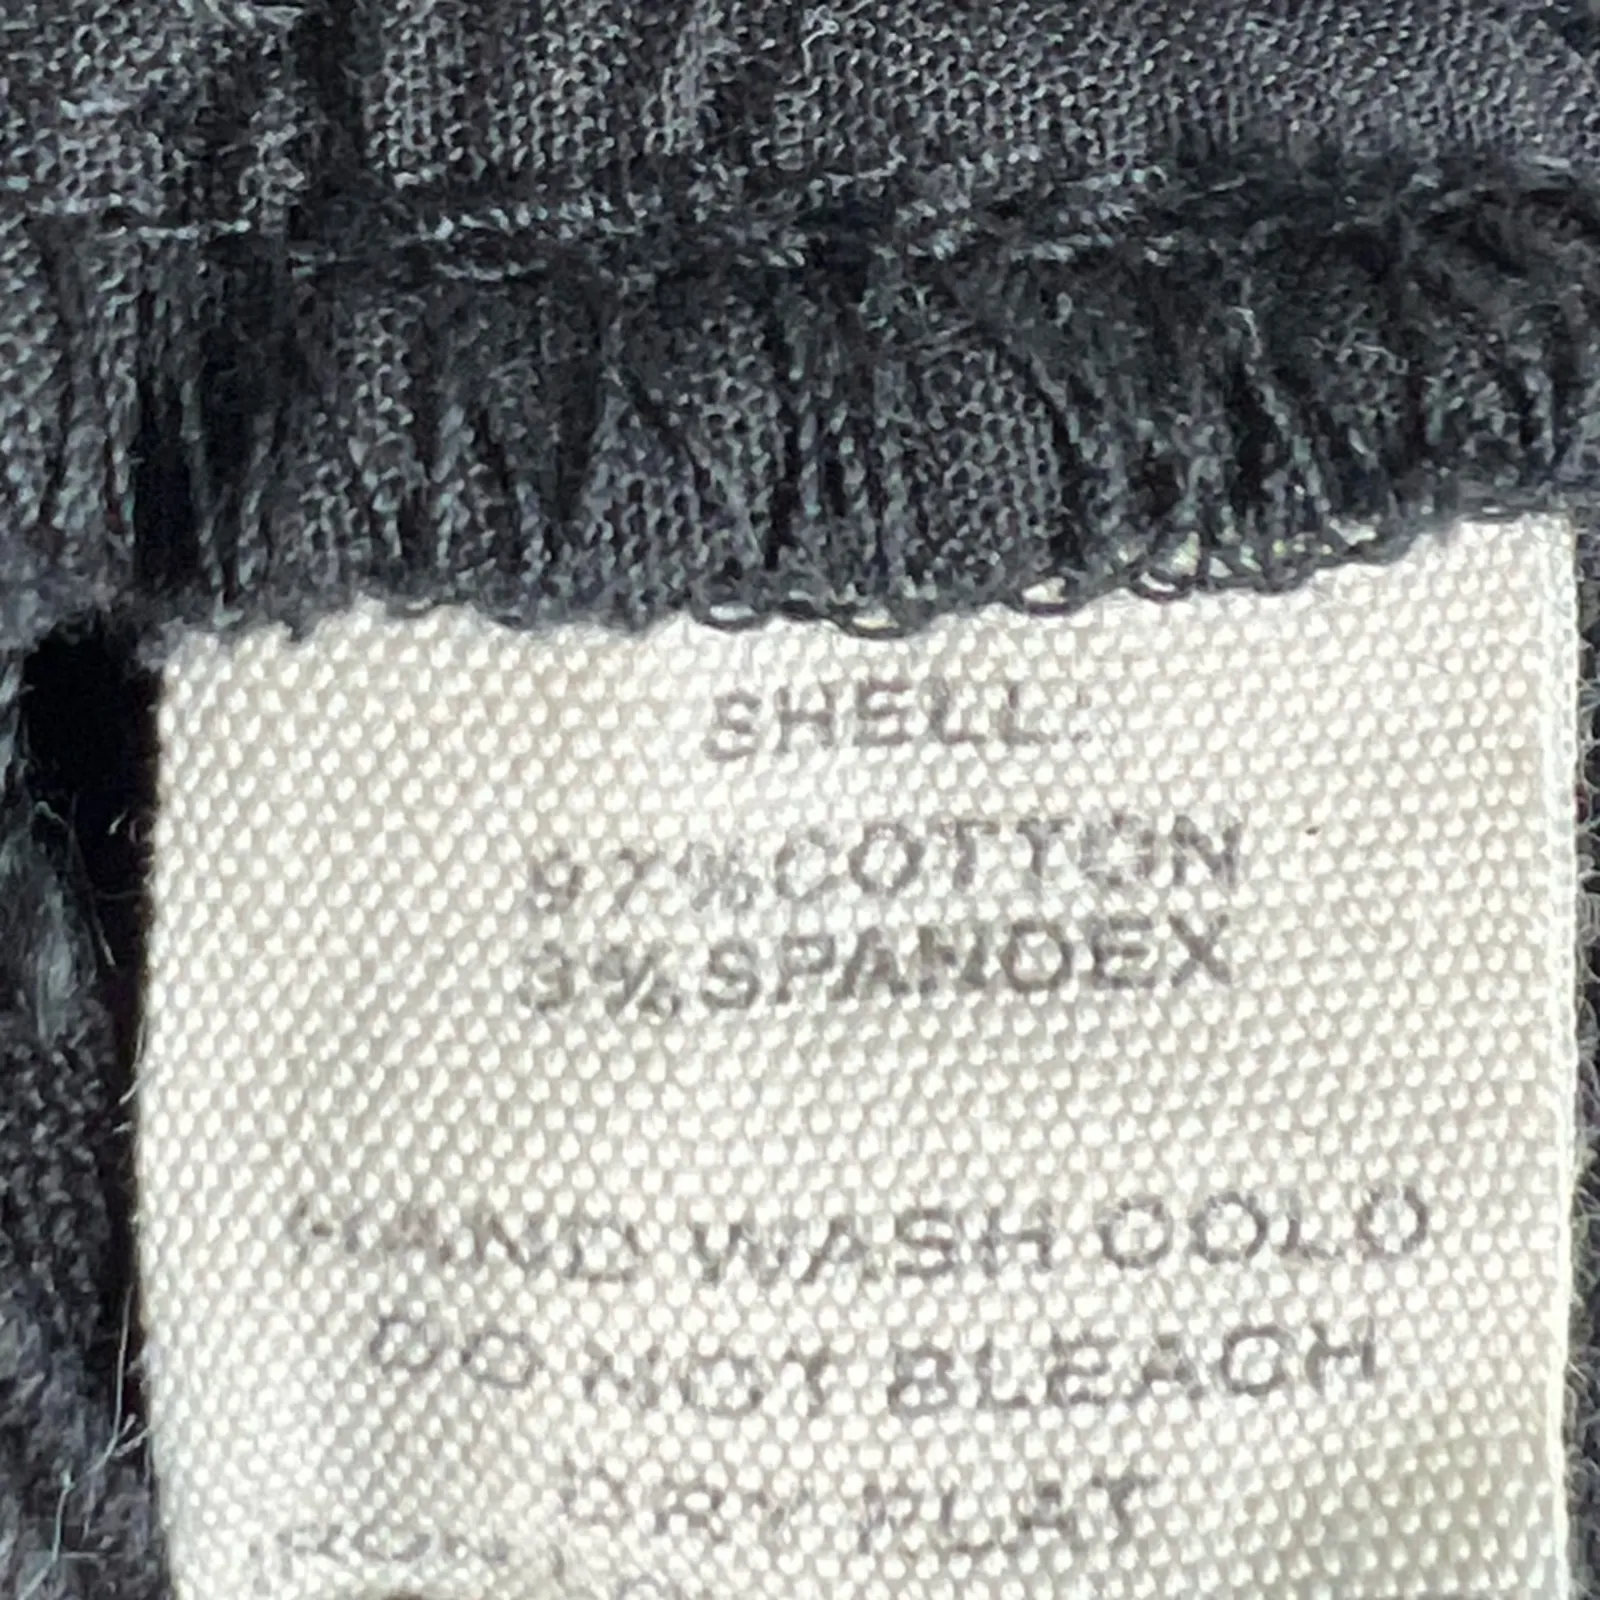 SHELL:
97%COTTON
3%SPANDEX
HAND WASH COLD
DO NOT BLEACH
DRY FLAT